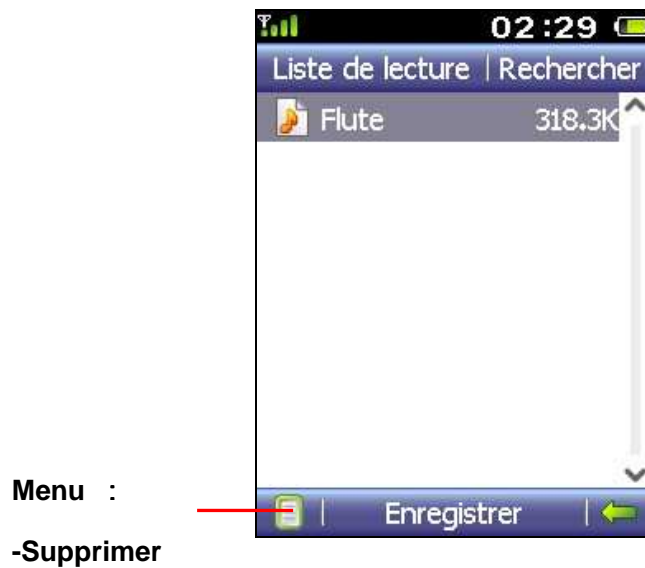 02:29
Liste de lecture | Rechercher
Flute 318.3K
Menu :
| Enregistrer |
-Supprimer